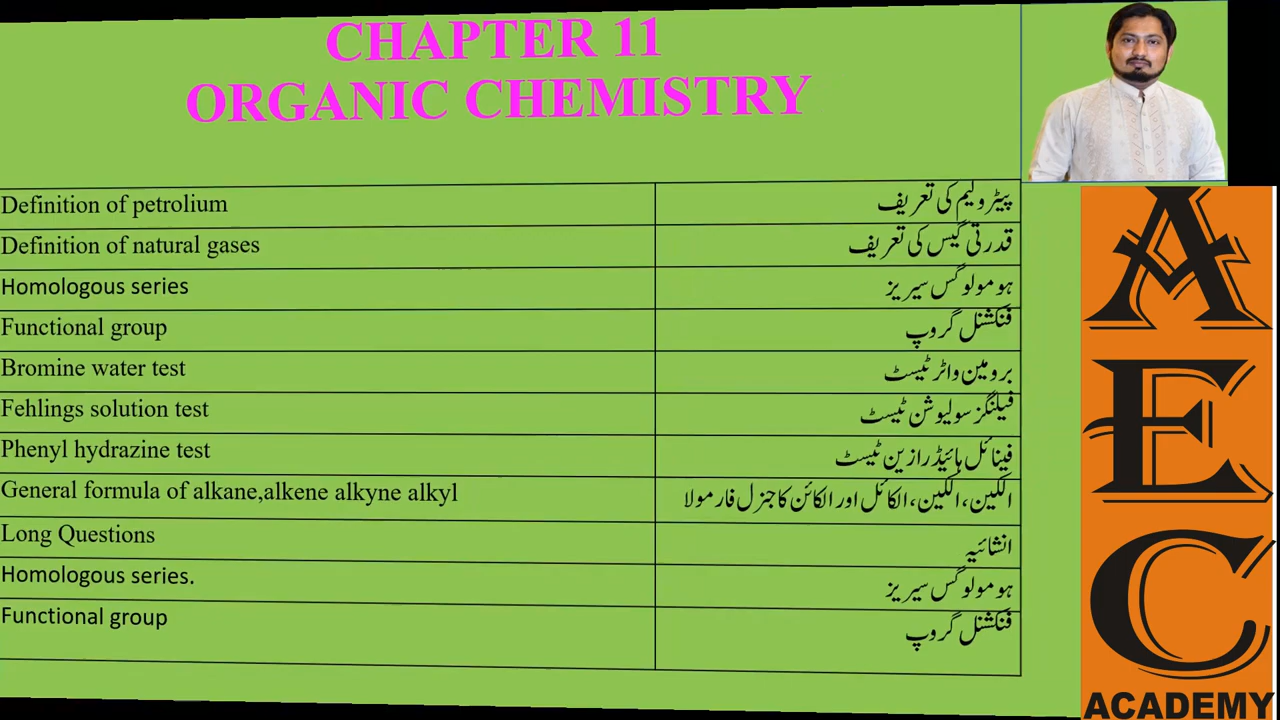 CHAPTER 11
ORGANIC CHEMISTRY
Definition of petrolium پیٹرولیم کی تعریف
Definition of natural gases قدرتی گیس کی تعریف
Homologous series ہومولوگس سیریز
Functional group فنکشنل گروپ
Bromine water test برومین واٹر ٹیسٹ
Fehlings solution test فیلنگز سولیوشن ٹیسٹ
Phenyl hydrazine test فینائل ہائیڈرازین ٹیسٹ
General formula of alkane,alkene alkyne alkyl الکین، الکین، الکائل اور الکائن کا جنرل فارمولا
Long Questions انشائیہ
Homologous series. ہومولوگس سیریز
Functional group فنکشنل گروپ
A
E
C
ACADEMY